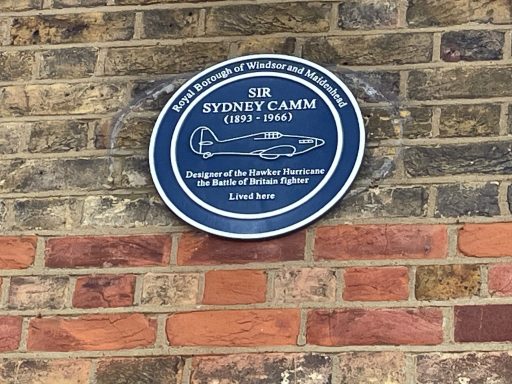 Royal Borough of Windsor and Maidenhead
SIR
SYDNEY CAMM
(1893 - 1966)
Designer of the Hawker Hurricane
the Battle of Britain fighter
Lived here